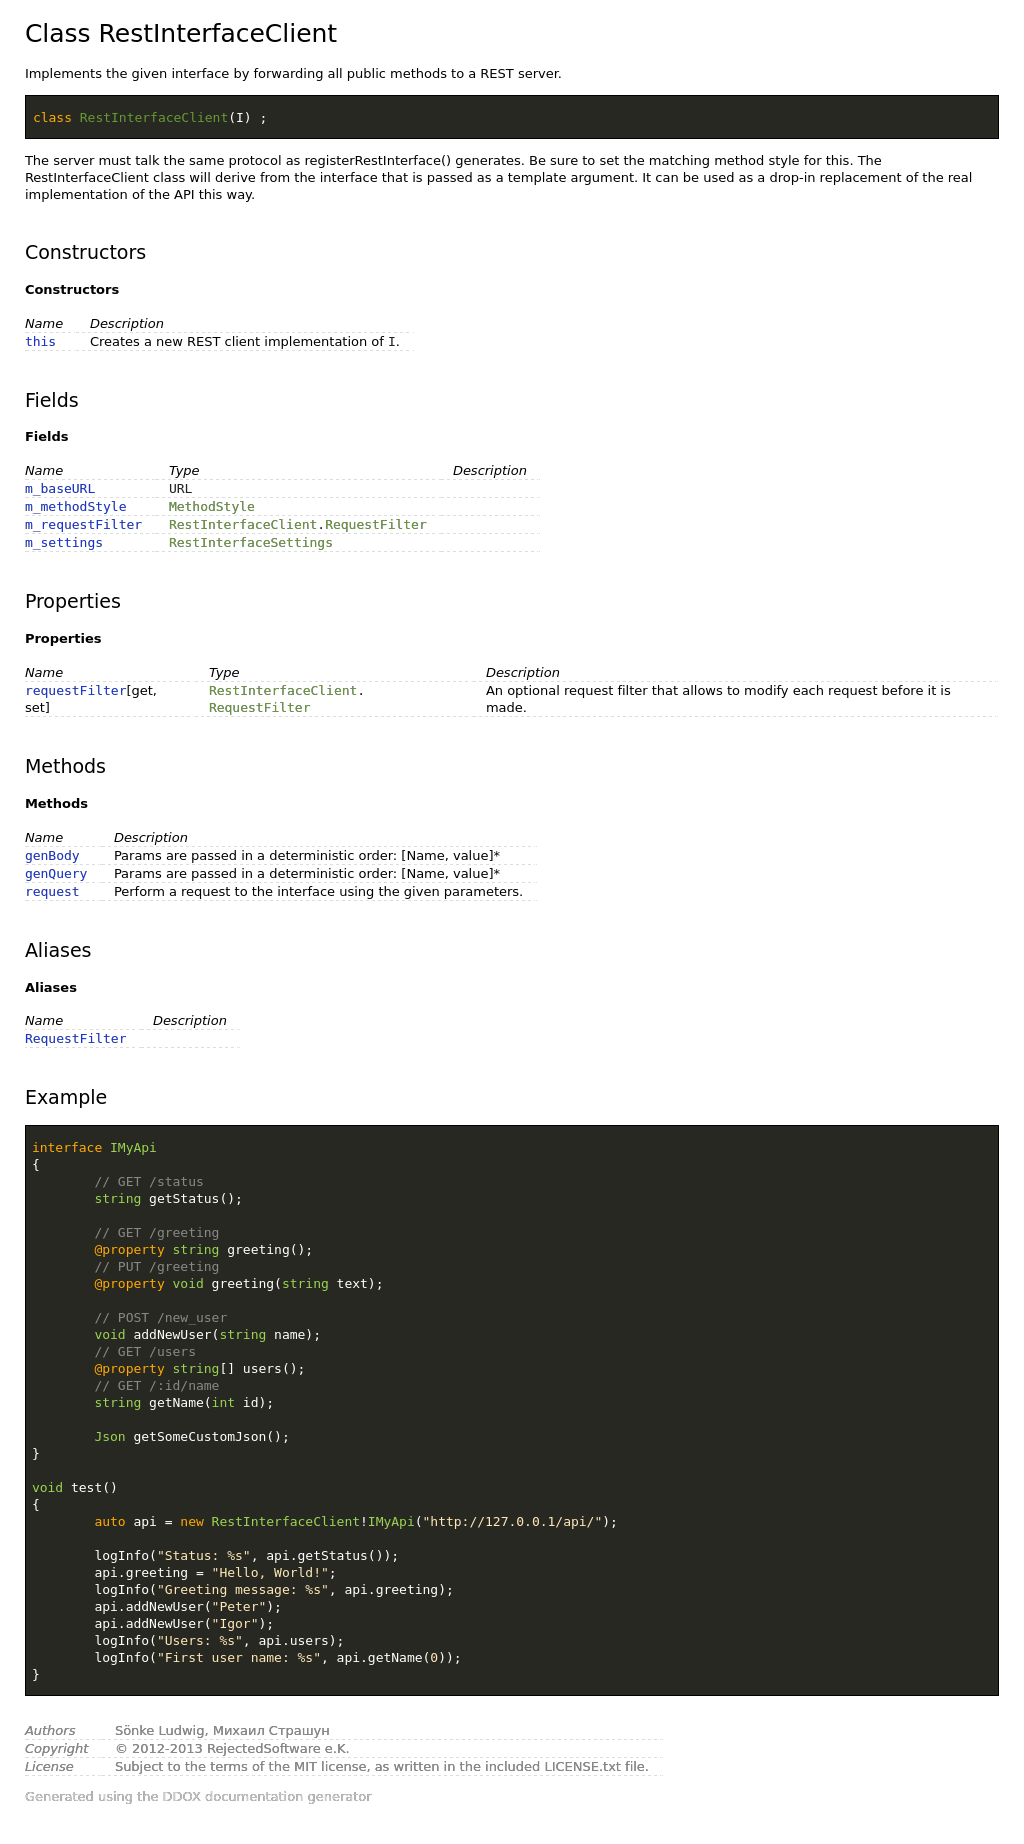 Class RestInterfaceClient
Implements the given interface by forwarding all public methods to a REST server.
class RestInterfaceClient(I) ;
The server must talk the same protocol as registerRestInterface() generates. Be sure to set the matching method style for this. The
RestInterfaceClient class will derive from the interface that is passed as a template argument. It can be used as a drop-in replacement of the real
implementation of the API this way.
Constructors
Constructors
Name Description
this Creates a new REST client implementation of I.
Fields
Fields
Name Type Description
m_baseURL URL
m_methodStyle MethodStyle
m_requestFilter RestInterfaceClient.RequestFilter
m_settings RestInterfaceSettings
Properties
Properties
Name Type Description
requestFilter[get, RestInterfaceClient. An optional request filter that allows to modify each request before it is
set] RequestFilter made.
Methods
Methods
Name Description
genBody Params are passed in a deterministic order: [Name, value]*
genQuery Params are passed in a deterministic order: [Name, value]*
request Perform a request to the interface using the given parameters.
Aliases
Aliases
Name Description
RequestFilter
Example
interface IMyApi
{
// GET /status
string getStatus();
// GET /greeting
@property string greeting();
// PUT /greeting
@property void greeting(string text);
// POST /new_user
void addNewUser(string name);
// GET /users
@property string[] users();
// GET /:id/name
string getName(int id);
Json getSomeCustomJson();
}
void test()
{
auto api = new RestInterfaceClient!IMyApi("http://127.0.0.1/api/");
logInfo("Status: %s", api.getStatus());
api.greeting = "Hello, World!";
logInfo("Greeting message: %s", api.greeting);
api.addNewUser("Peter");
api.addNewUser("Igor");
logInfo("Users: %s", api.users);
logInfo("First user name: %s", api.getName(0));
}
Authors Sönke Ludwig, Михаил Страшун
Copyright © 2012-2013 RejectedSoftware e.K.
License Subject to the terms of the MIT license, as written in the included LICENSE.txt file.
Generated using the DDOX documentation generator